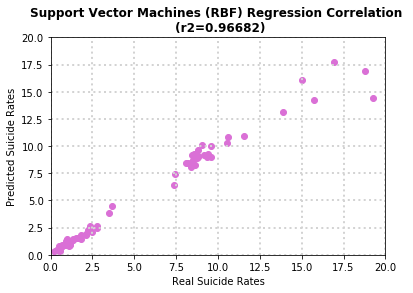 Support Vector Machines (RBF) Regression Correlation
(r2=0.96682)
20.0
17.5
15.0
12.5
10.0
7.5
5.0
2.5
0.0
Predicted Suicide Rates
0.0 2.5 5.0 7.5 10.0 12.5 15.0 17.5 20.0
Real Suicide Rates